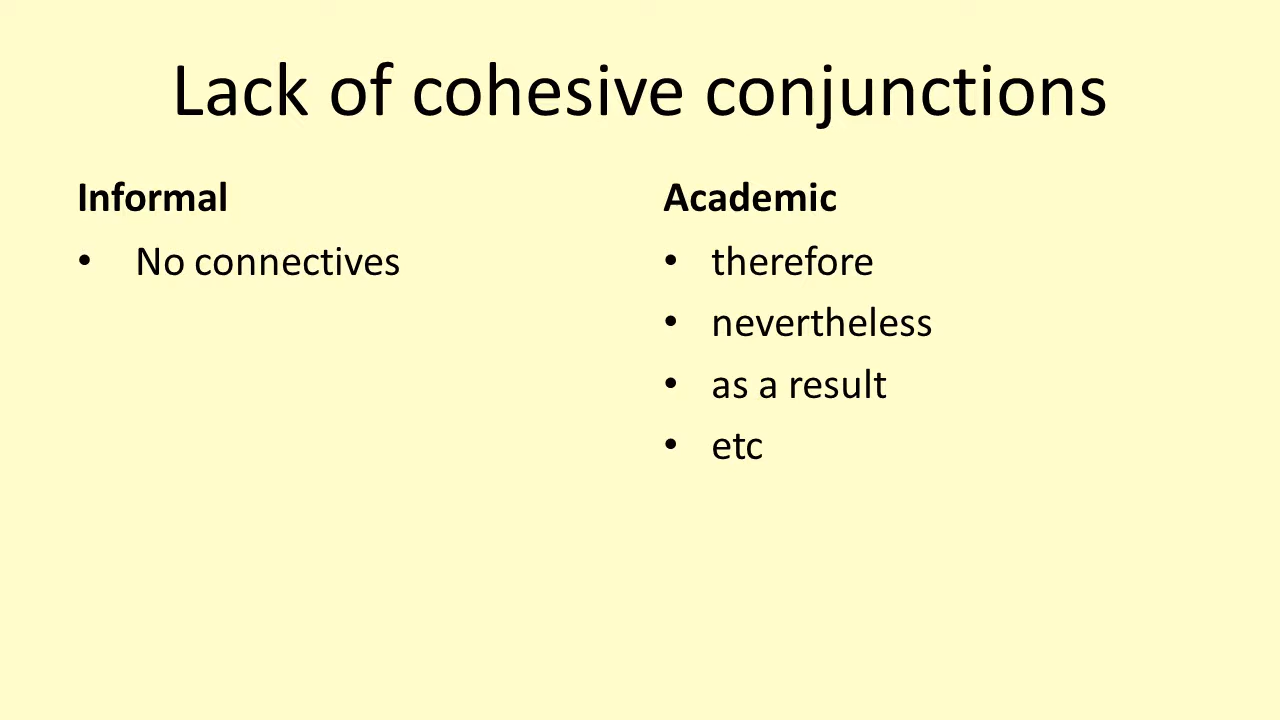 Lack of cohesive conjunctions
Informal
• No connectives
Academic
• therefore
• nevertheless
• as a result
• etc